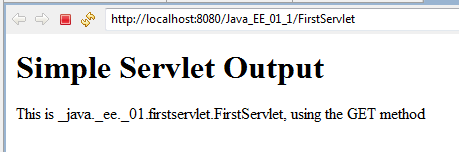 http://localhost:8080/Java_EE_01_1/FirstServlet
Simple Servlet Output
This is _java._ee._01.firstservlet.FirstServlet, using the GET method